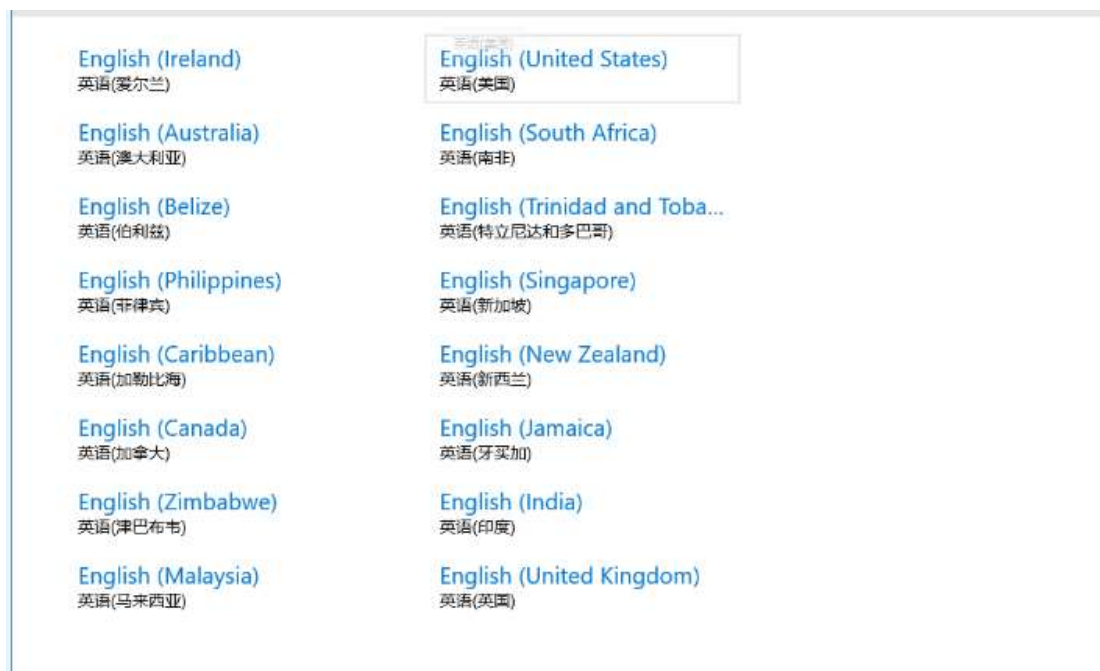 English (Ireland)
英语(爱尔兰)
English (Australia)
英语(澳大利亚)
English (Belize)
英语(伯利兹)
English (Philippines)
英语(菲律宾)
English (Caribbean)
英语(加勒比海)
English (Canada)
英语(加拿大)
English (Zimbabwe)
英语(津巴布韦)
English (Malaysia)
英语(马来西亚)
英语(美国)
English (United States)
英语(美国)
English (South Africa)
英语(南非)
English (Trinidad and Toba...
英语(特立尼达和多巴哥)
English (Singapore)
英语(新加坡)
English (New Zealand)
英语(新西兰)
English (Jamaica)
英语(牙买加)
English (India)
英语(印度)
English (United Kingdom)
英语(英国)